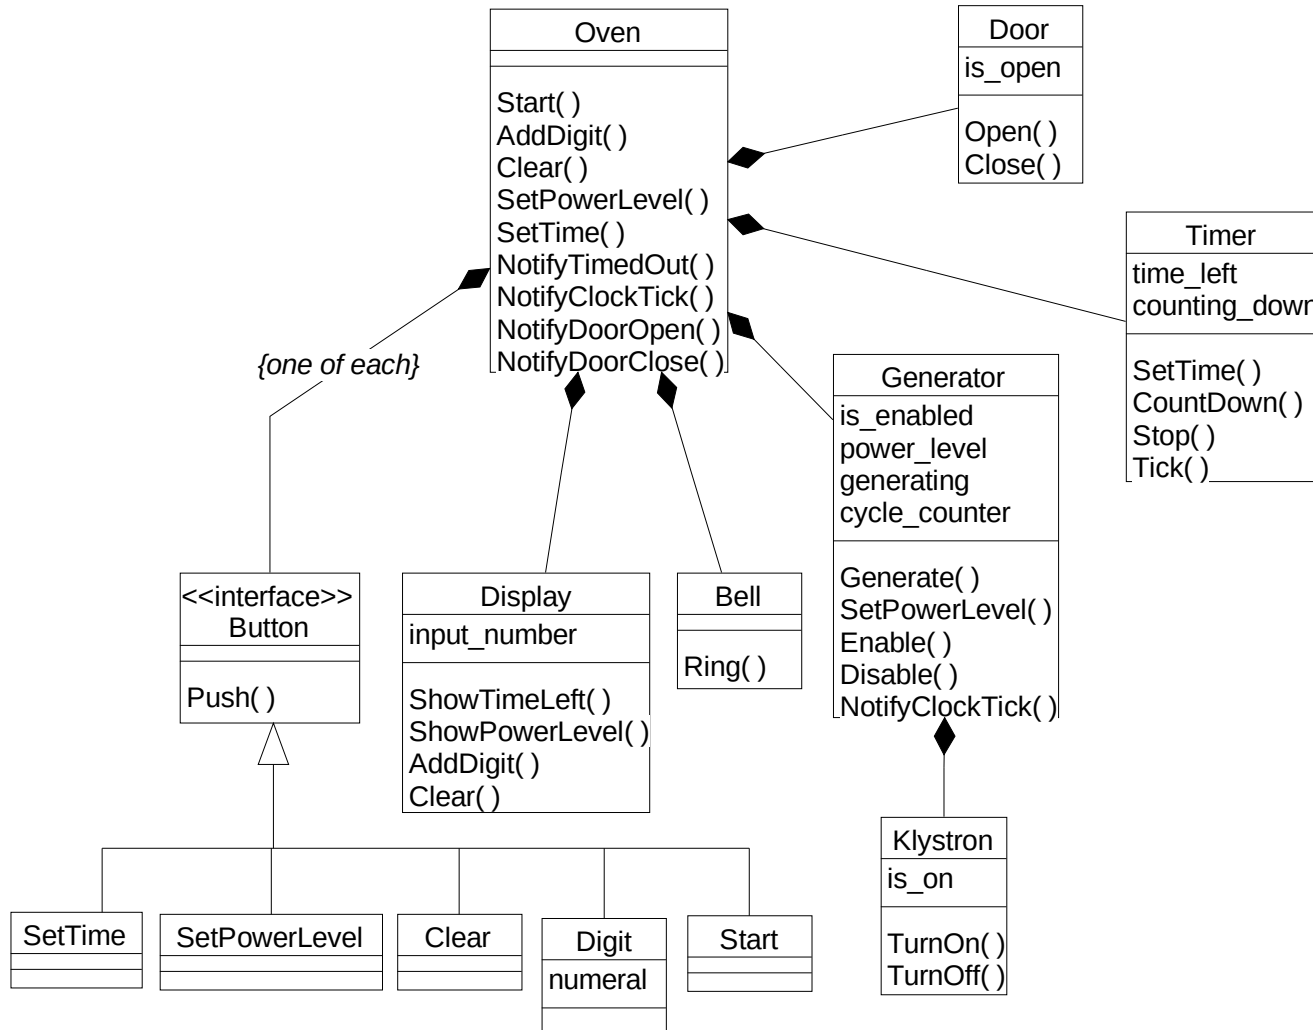 Oven
Start( )
AddDigit( )
Clear( )
SetPowerLevel( )
SetTime( )
NotifyTimedOut( )
NotifyClockTick( )
NotifyDoorOpen( )
NotifyDoorClose( )
Door
is_open
Open( )
Close( )
Timer
time_left
counting_down
SetTime( )
CountDown( )
Stop( )
Tick( )
{one of each}
Generator
is_enabled
power_level
generating
cycle_counter
Generate( )
SetPowerLevel( )
Enable( )
Disable( )
NotifyClockTick( )
<<interface>>
Button
Push( )
Display
input_number
ShowTimeLeft( )
ShowPowerLevel( )
AddDigit( )
Clear( )
Bell
Ring( )
Klystron
is_on
TurnOn( )
TurnOff( )
SetTime
SetPowerLevel
Clear
Digit
numeral
Start